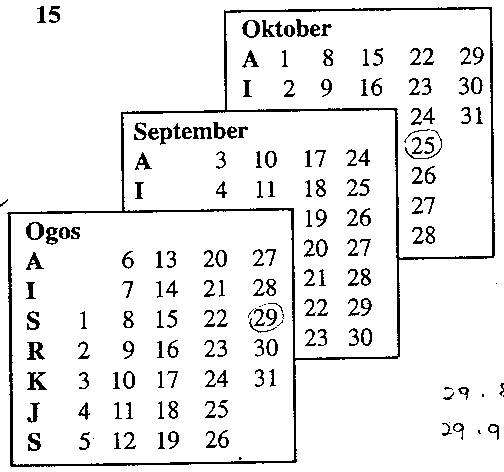 15
Oktober
A 1 8 15 22 29
I 2 9 16 23 30
24 31
25
26
27
28
September
A 3 10 17 24
I 4 11 18 25
19 26
20 27
21 28
22 29
23 30
Ogos
A 6 13 20 27
I 7 14 21 28
S 1 8 15 22 29
R 2 9 16 23 30
K 3 10 17 24 31
J 4 11 18 25
S 5 12 19 26
29 . 8
29 . 9